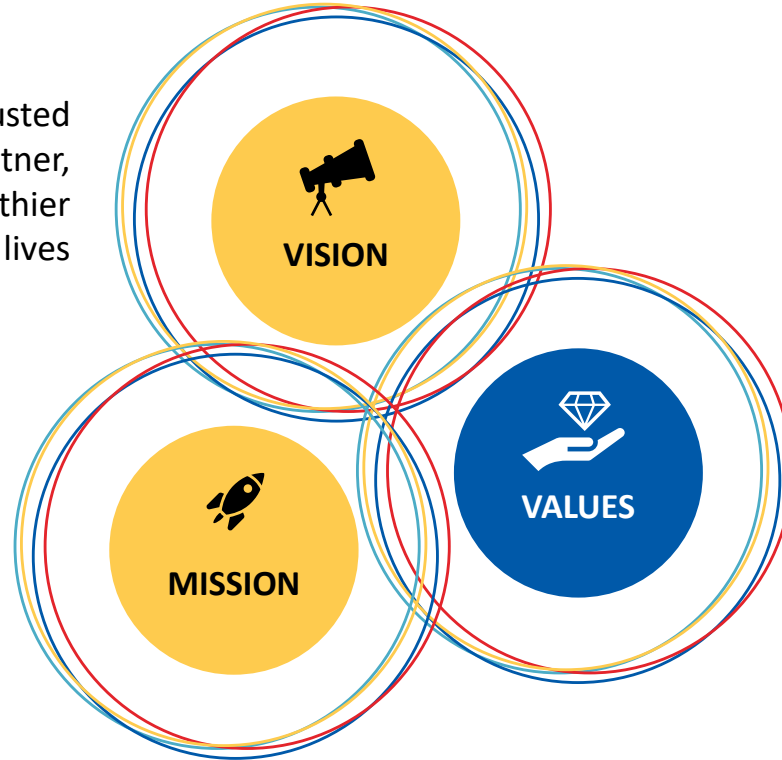 usted
tner,
thier
lives
VISION
VALUES
MISSION